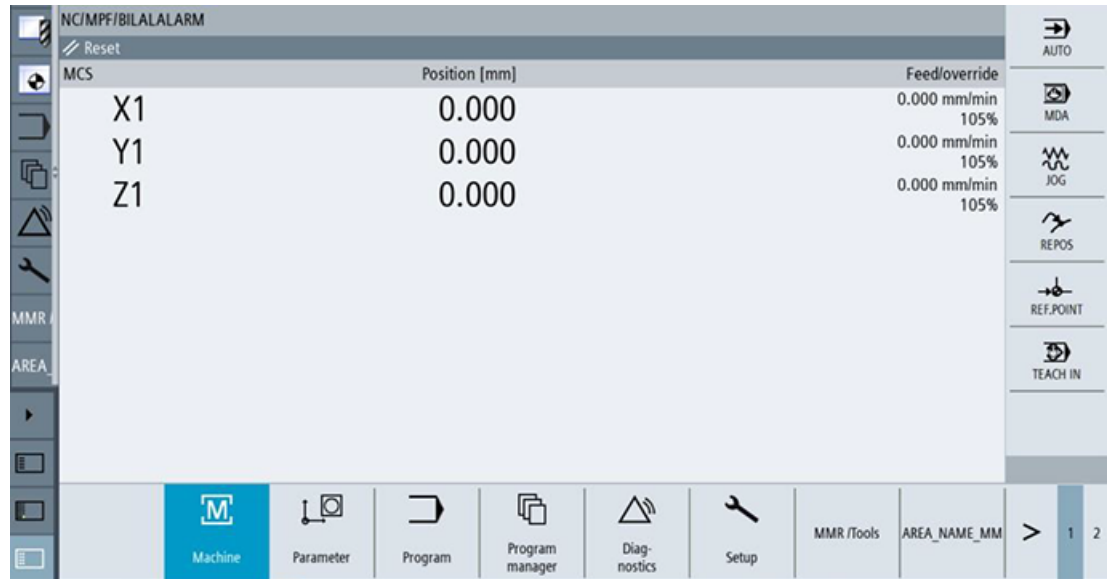 NC/MPF/BILALALARM
Reset
MCS Position [mm] Feed/override
X1 0.000 0.000 mm/min
105%
Y1 0.000 0.000 mm/min
105%
Z1 0.000 0.000 mm/min
105%
AUTO
MDA
JOG
REPOS
REF.POINT
TEACH IN
MMR /
AREA_
M
Machine
Parameter
Program
Program
manager
Diag-
nostics
Setup
MMR /Tools
AREA_NAME_MM
> 1 2